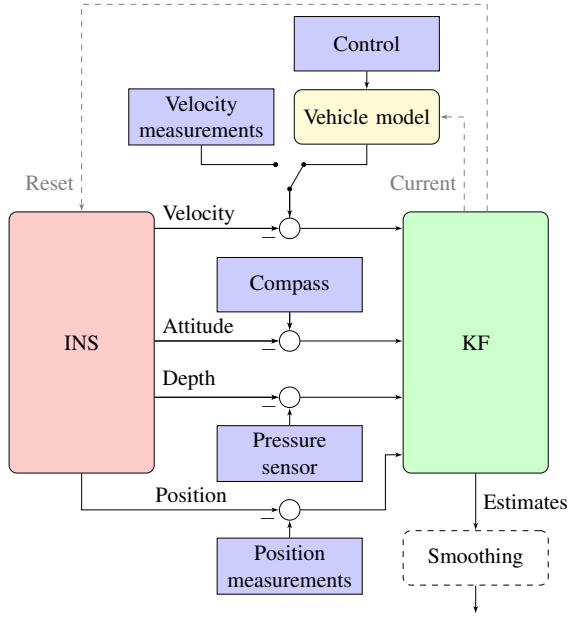 Control
Velocity
measurements
Vehicle model
Reset
Current
Velocity
Compass
Attitude
INS
KF
Depth
Pressure
sensor
Position
Estimates
Position
measurements
Smoothing